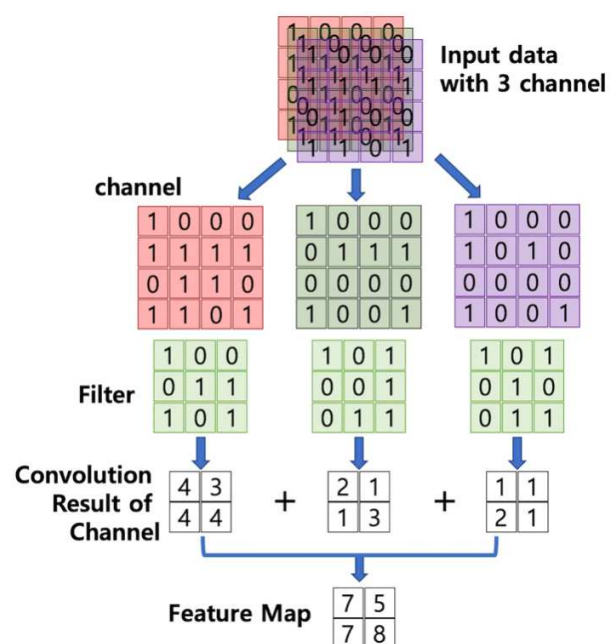 Input data
with 3 channel
channel
1 0 0 0
1 1 1 1
0 1 1 0
1 1 0 1
1 0 0 0
0 1 1 1
0 0 0 0
1 0 0 1
1 0 0 0
1 0 1 0
0 0 0 0
1 0 0 1
Filter
1 0 0
0 1 1
1 0 1
1 0 1
0 0 1
0 1 1
1 0 1
0 1 0
0 1 1
Convolution
Result of
Channel
4 3
4 4
+
2 1
1 3
+
1 1
2 1
Feature Map
7 5
7 8